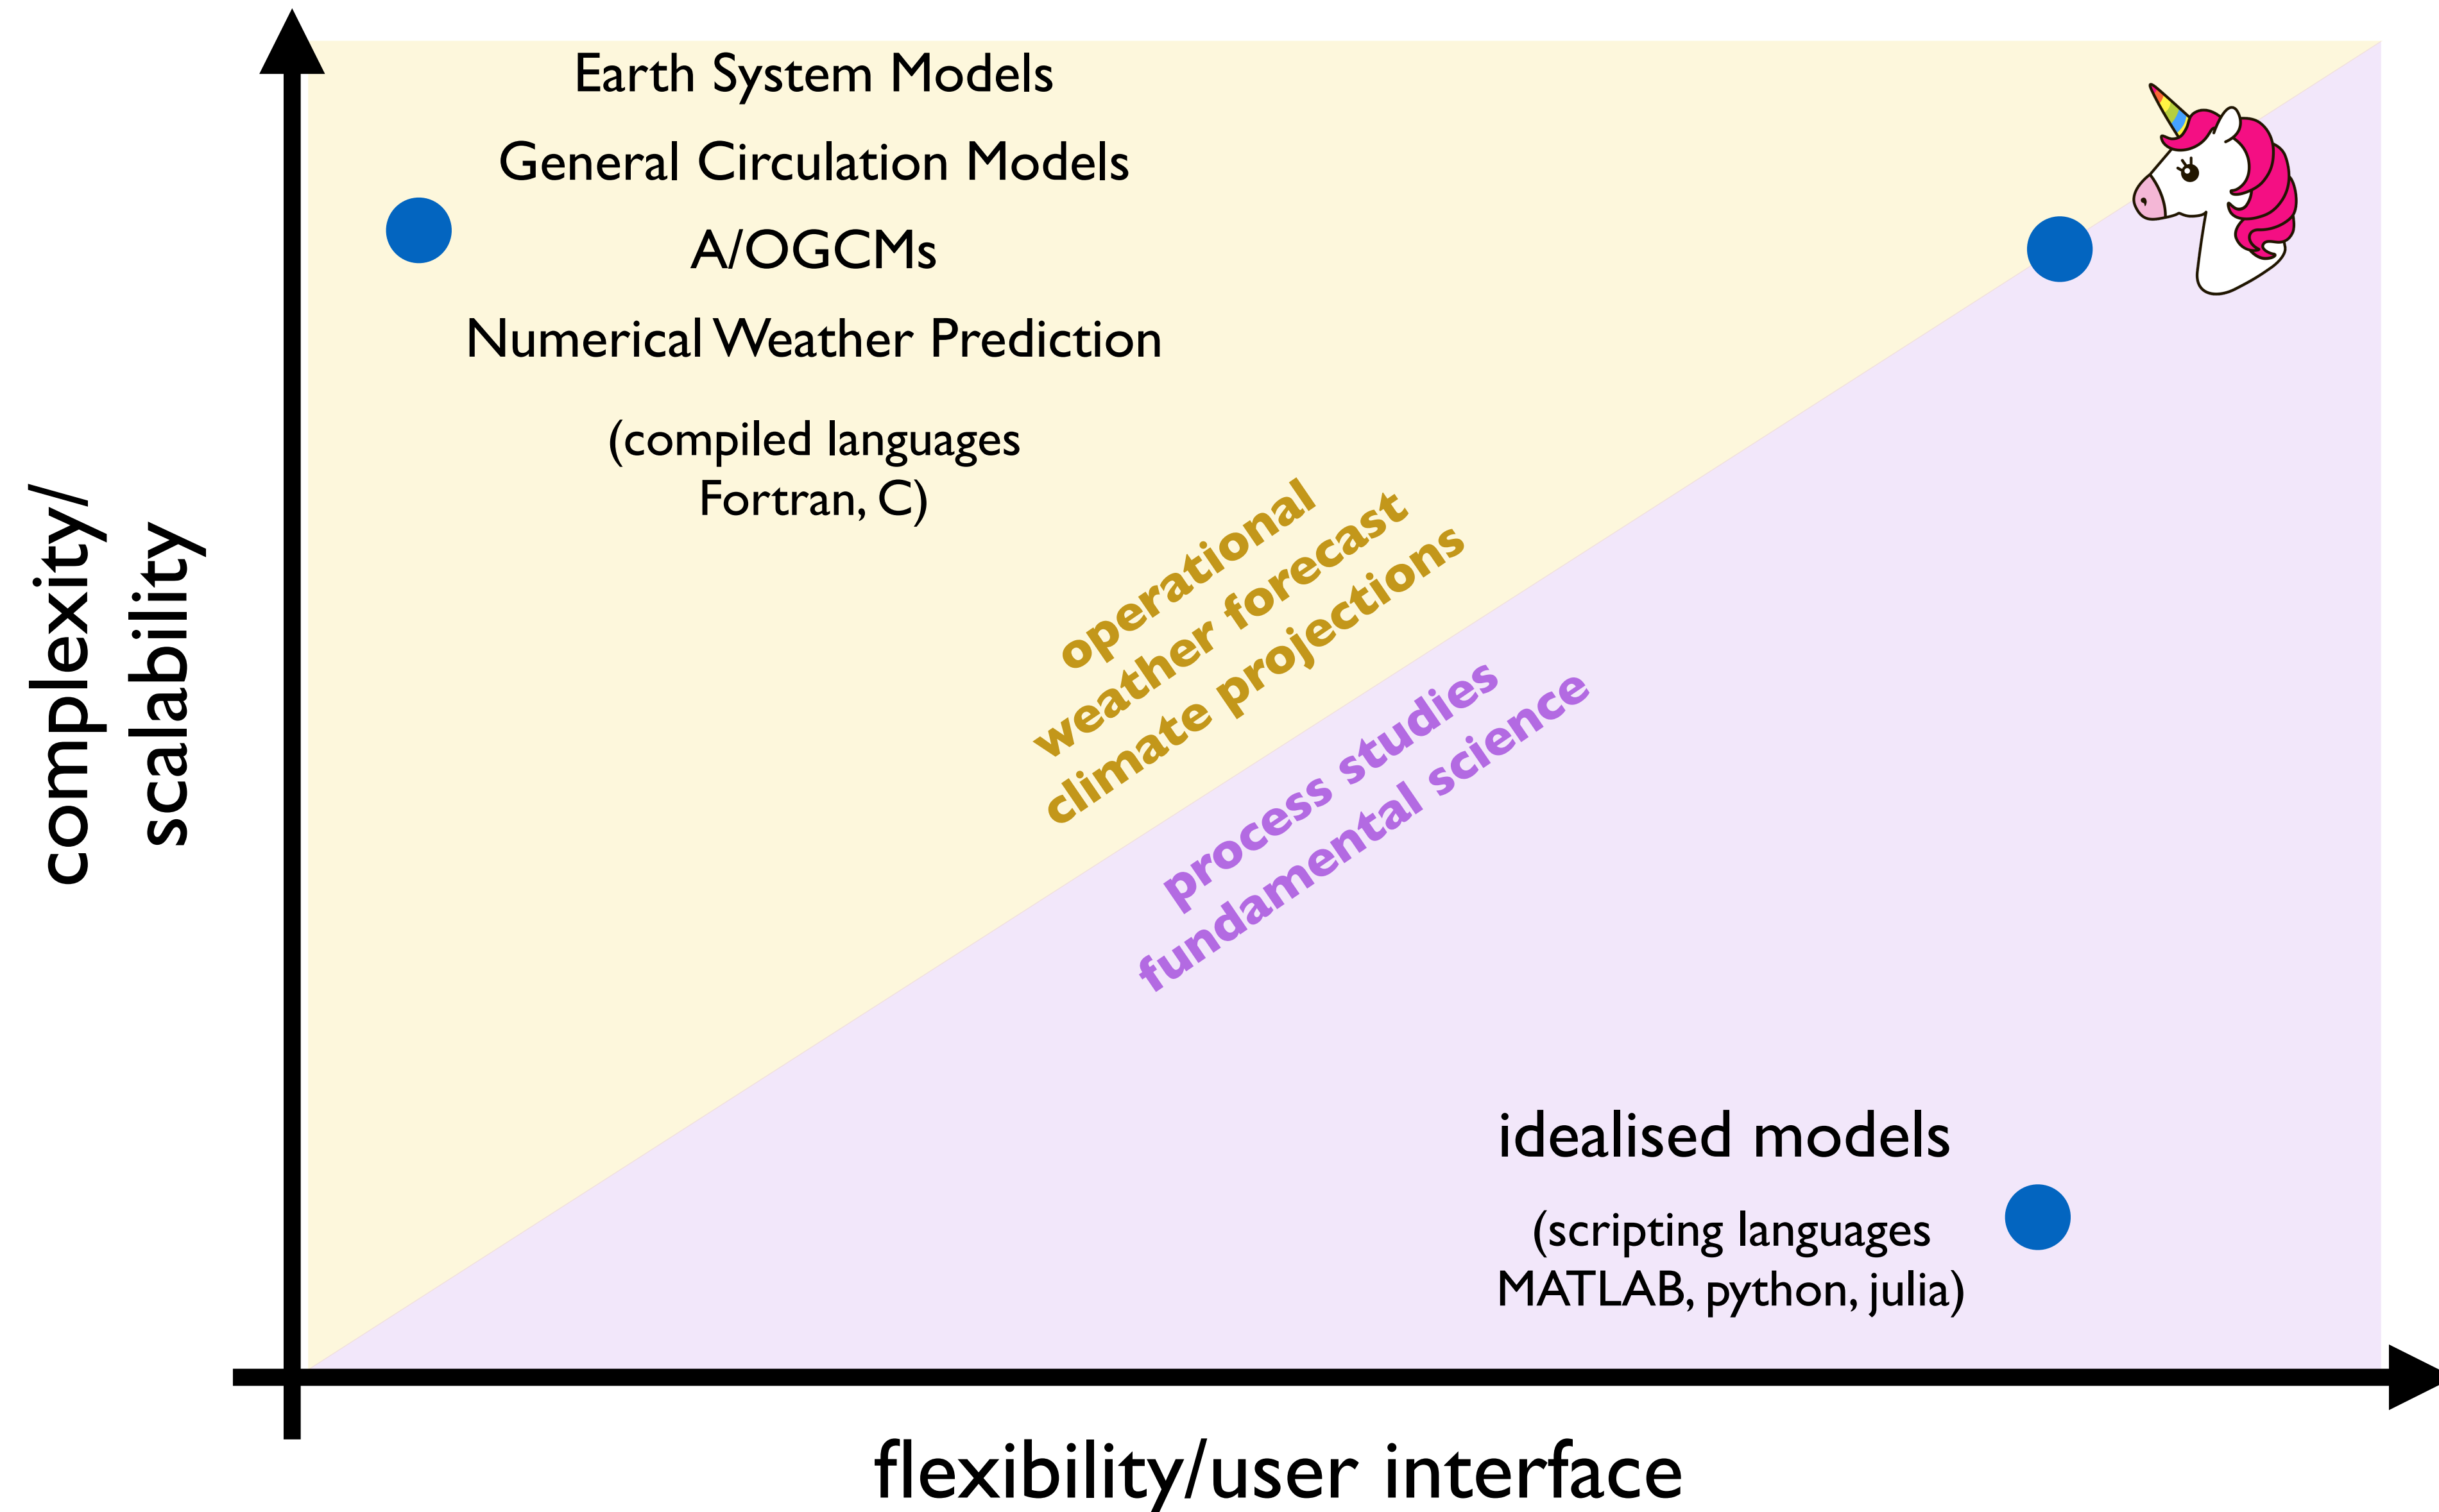 Earth System Models
General Circulation Models
A/OGCMs
Numerical Weather Prediction
(compiled languages
Fortran, C)
complexity/
scalability
operational
weather forecast
climate projections
process studies
fundamental science
idealised models
(scripting languages
MATLAB, python, julia)
flexibility/user interface